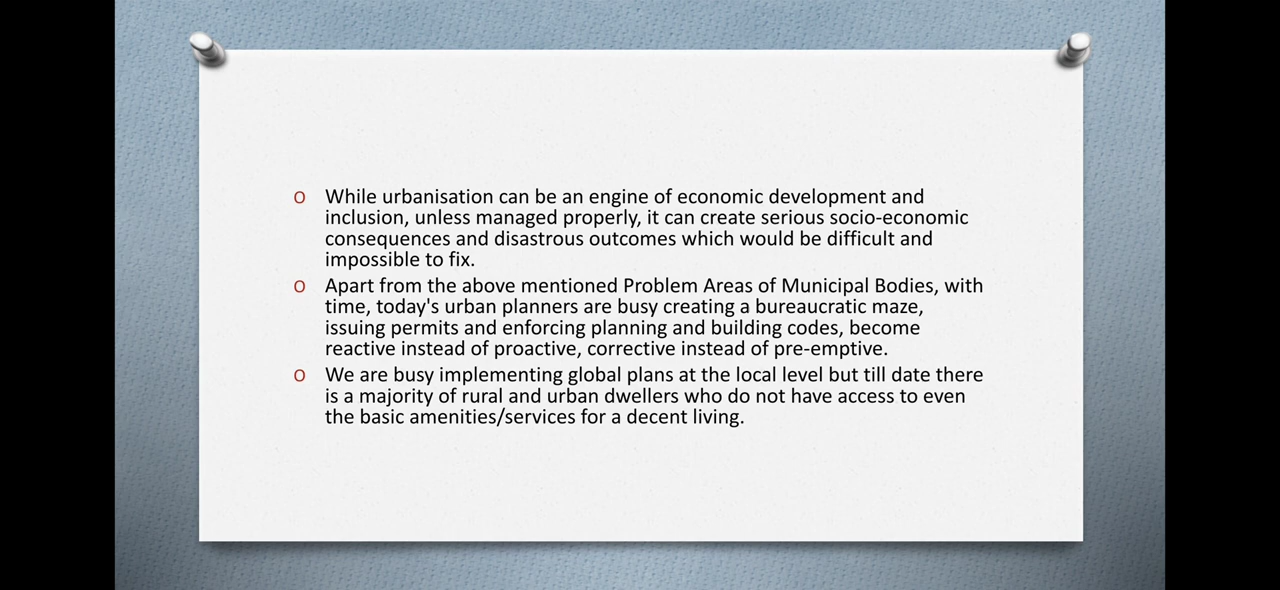 O While urbanisation can be an engine of economic development and
inclusion, unless managed properly, it can create serious socio-economic
consequences and disastrous outcomes which would be difficult and
impossible to fix.
O Apart from the above mentioned Problem Areas of Municipal Bodies, with
time, today's urban planners are busy creating a bureaucratic maze,
issuing permits and enforcing planning and building codes, become
reactive instead of proactive, corrective instead of pre-emptive.
O We are busy implementing global plans at the local level but till date there
is a majority of rural and urban dwellers who do not have access to even
the basic amenities/services for a decent living.